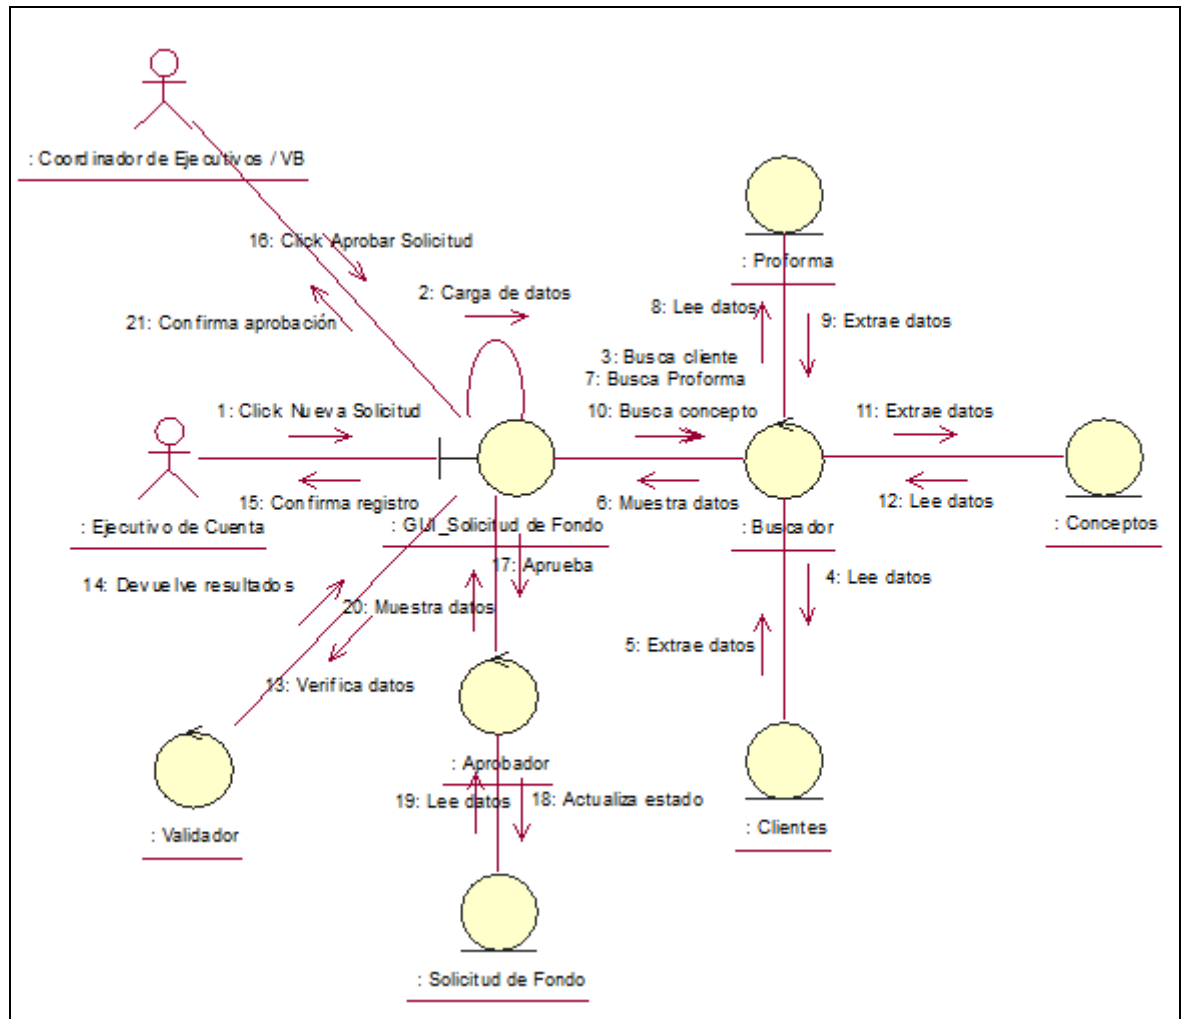 : Coordinador de Ejecutivos / VB
16: Click Aprobar Solicitud
: Proforma
2: Carga de datos
8: Lee datos
21: Confirma aprobación
9: Extrae datos
3: Busca cliente
7: Busca Proforma
1: Click Nueva Solicitud
10: Busca concepto
11: Extrae datos
15: Confirma registro
6: Muestra datos
12: Lee datos
: Ejecutivo de Cuenta
: GUI_Solicitud de Fondo
: Buscador
: Conceptos
17: Aprueba
14: Devuelve resultados
4: Lee datos
20: Muestra datos
5: Extrae datos
13: Verifica datos
: Aprobador
19: Lee datos
18: Actualiza estado
: Validador
: Clientes
: Solicitud de Fondo